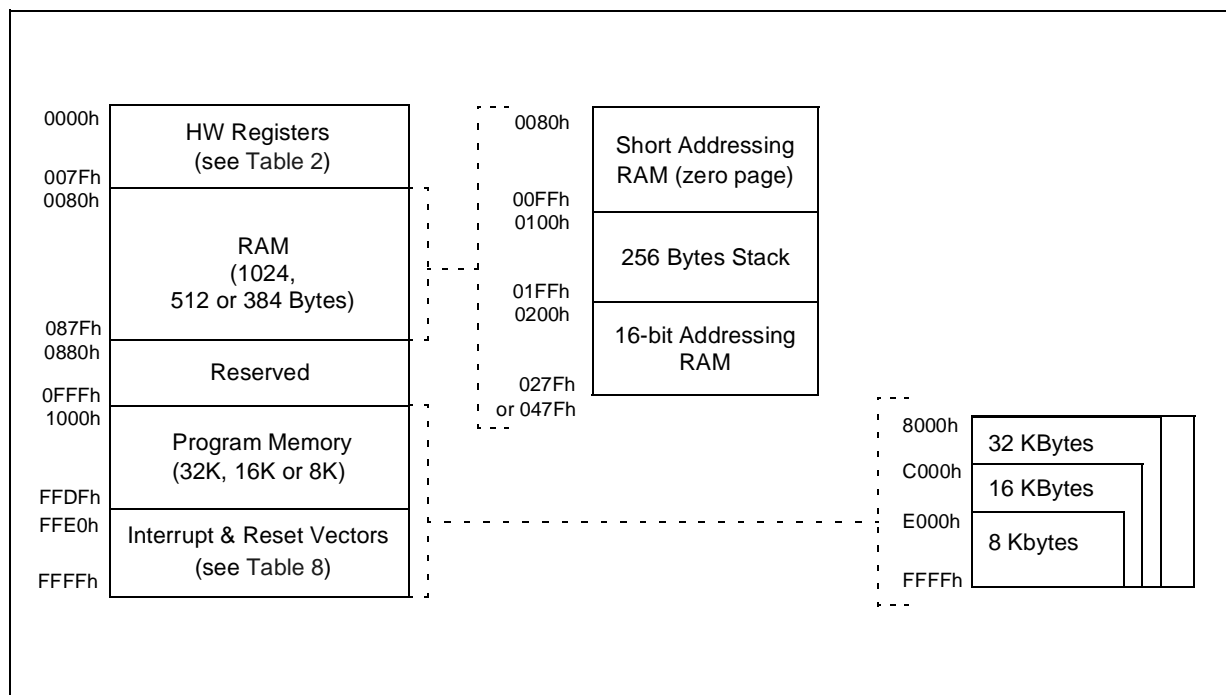 0000h
HW Registers
(see Table 2)
007Fh
0080h
RAM
(1024,
512 or 384 Bytes)
087Fh
0880h
Reserved
0FFFh
1000h
Program Memory
(32K, 16K or 8K)
FFDFh
FFE0h
Interrupt & Reset Vectors
(see Table 8)
FFFFh
0080h
Short Addressing
RAM (zero page)
00FFh
0100h
256 Bytes Stack
01FFh
0200h
16-bit Addressing
RAM
027Fh
or 047Fh
8000h
32 KBytes
C000h
16 KBytes
E000h
8 Kbytes
FFFFh